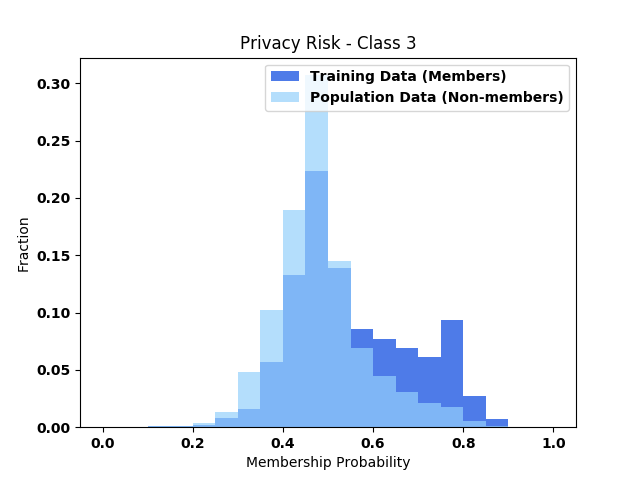 Privacy Risk - Class 3
Training Data (Members)
Population Data (Non-members)
0.30
0.25
0.20
0.15
0.10
0.05
0.00
Fraction
0.0 0.2 0.4 0.6 0.8 1.0
Membership Probability